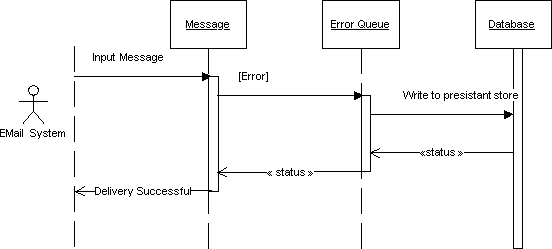 Message
Error Queue
Database
Input Message
[Error]
Write to presistant store
EMail System
«status »
« status »
Delivery Successful